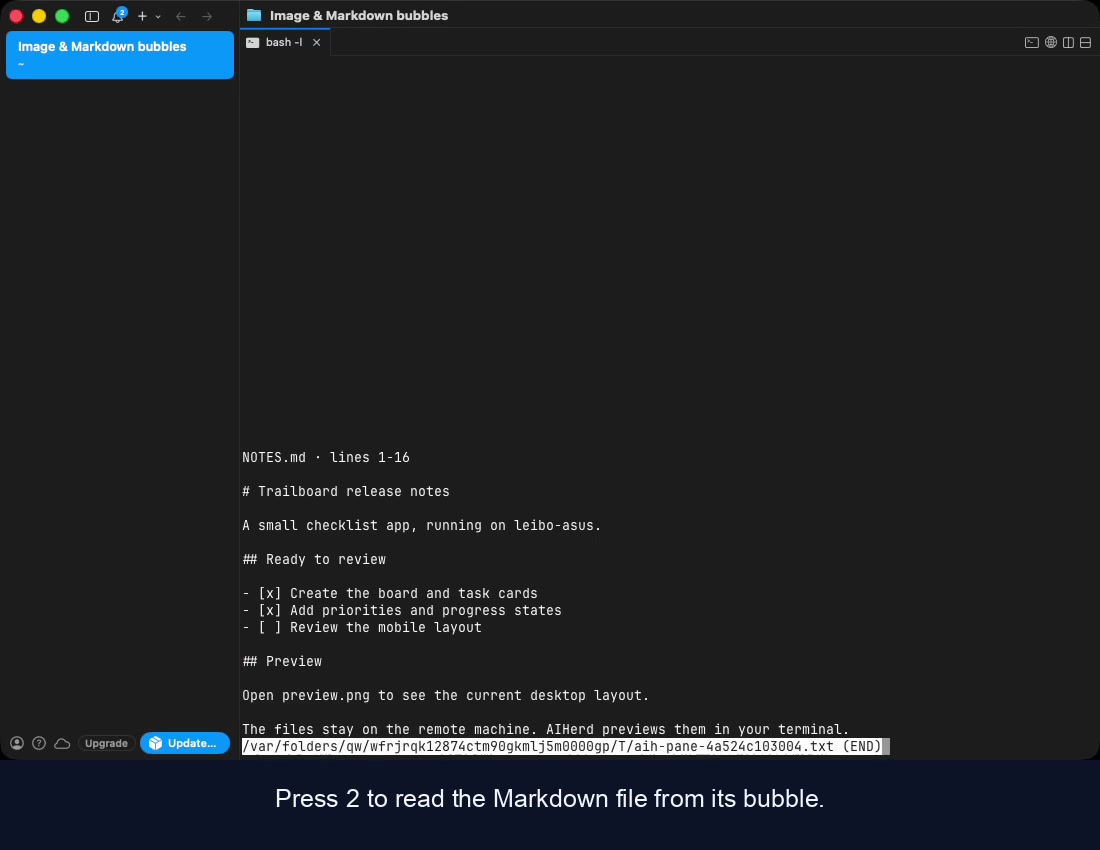 2
Image & Markdown bubbles
Image & Markdown bubbles
~
bash -l
NOTES.md · lines 1-16
# Trailboard release notes
A small checklist app, running on leibo-asus.
## Ready to review
- [x] Create the board and task cards
- [x] Add priorities and progress states
- [ ] Review the mobile layout
## Preview
Open preview.png to see the current desktop layout.
The files stay on the remote machine. AIHerd previews them in your terminal.
/var/folders/qw/wfrjrqk12874ctm90gkmlj5m0000gp/T/aih-pane-4a524c103004.txt (END)
Upgrade
Update...
Press 2 to read the Markdown file from its bubble.